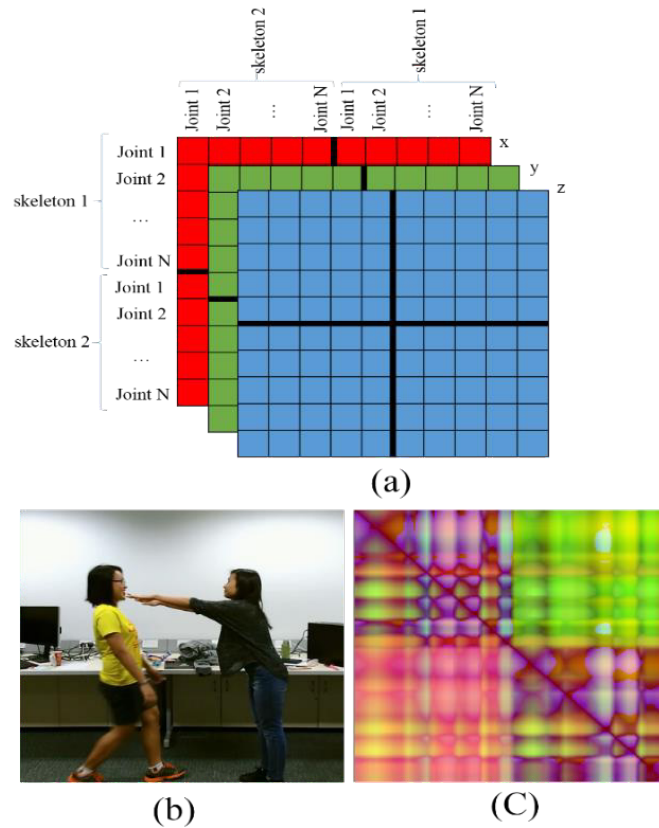 skeleton 2
skeleton 1
Joint 1
Joint 2
...
Joint N
Joint 1
Joint 2
...
Joint N
x
y
z
skeleton 1
Joint 1
Joint 2
...
Joint N
skeleton 2
Joint 1
Joint 2
...
Joint N
(a)
(b)
(C)